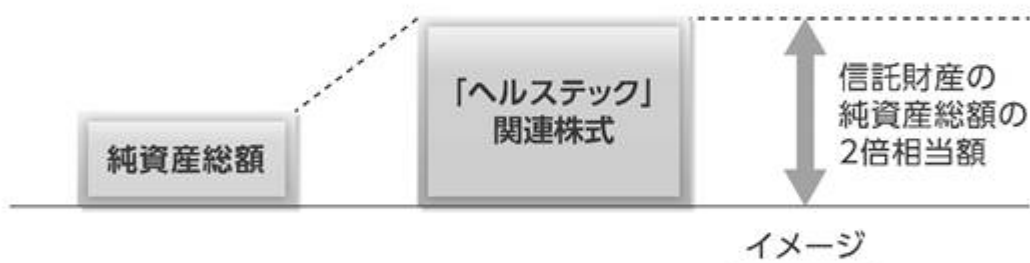 純資産総額
「ヘルステック」
関連株式
信託財産の
純資産総額の
2倍相当額
イメージ